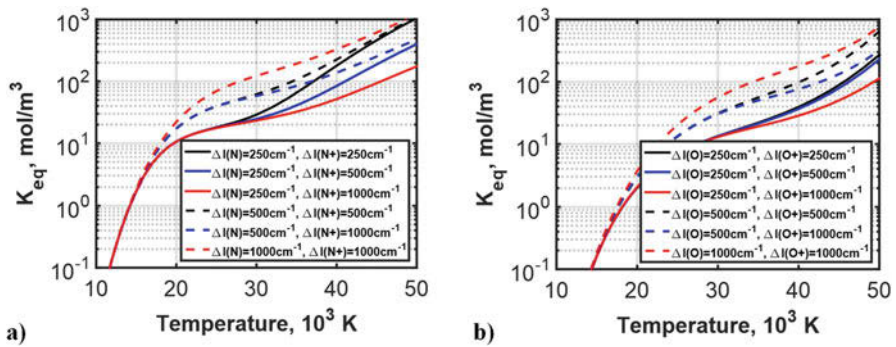 10³
10²
10¹
10⁰
10⁻¹
K_eq, mol/m³
ΔI(N)=250cm⁻¹, ΔI(N+)=250cm⁻¹
ΔI(N)=250cm⁻¹, ΔI(N+)=500cm⁻¹
ΔI(N)=250cm⁻¹, ΔI(N+)=1000cm⁻¹
ΔI(N)=500cm⁻¹, ΔI(N+)=500cm⁻¹
ΔI(N)=500cm⁻¹, ΔI(N+)=1000cm⁻¹
ΔI(N)=1000cm⁻¹, ΔI(N+)=1000cm⁻¹
10 20 30 40 50
Temperature, 10³ K
a)
10³
10²
10¹
10⁰
10⁻¹
K_eq, mol/m³
ΔI(O)=250cm⁻¹, ΔI(O+)=250cm⁻¹
ΔI(O)=250cm⁻¹, ΔI(O+)=500cm⁻¹
ΔI(O)=250cm⁻¹, ΔI(O+)=1000cm⁻¹
ΔI(O)=500cm⁻¹, ΔI(O+)=500cm⁻¹
ΔI(O)=500cm⁻¹, ΔI(O+)=1000cm⁻¹
ΔI(O)=1000cm⁻¹, ΔI(O+)=1000cm⁻¹
10 20 30 40 50
Temperature, 10³ K
b)